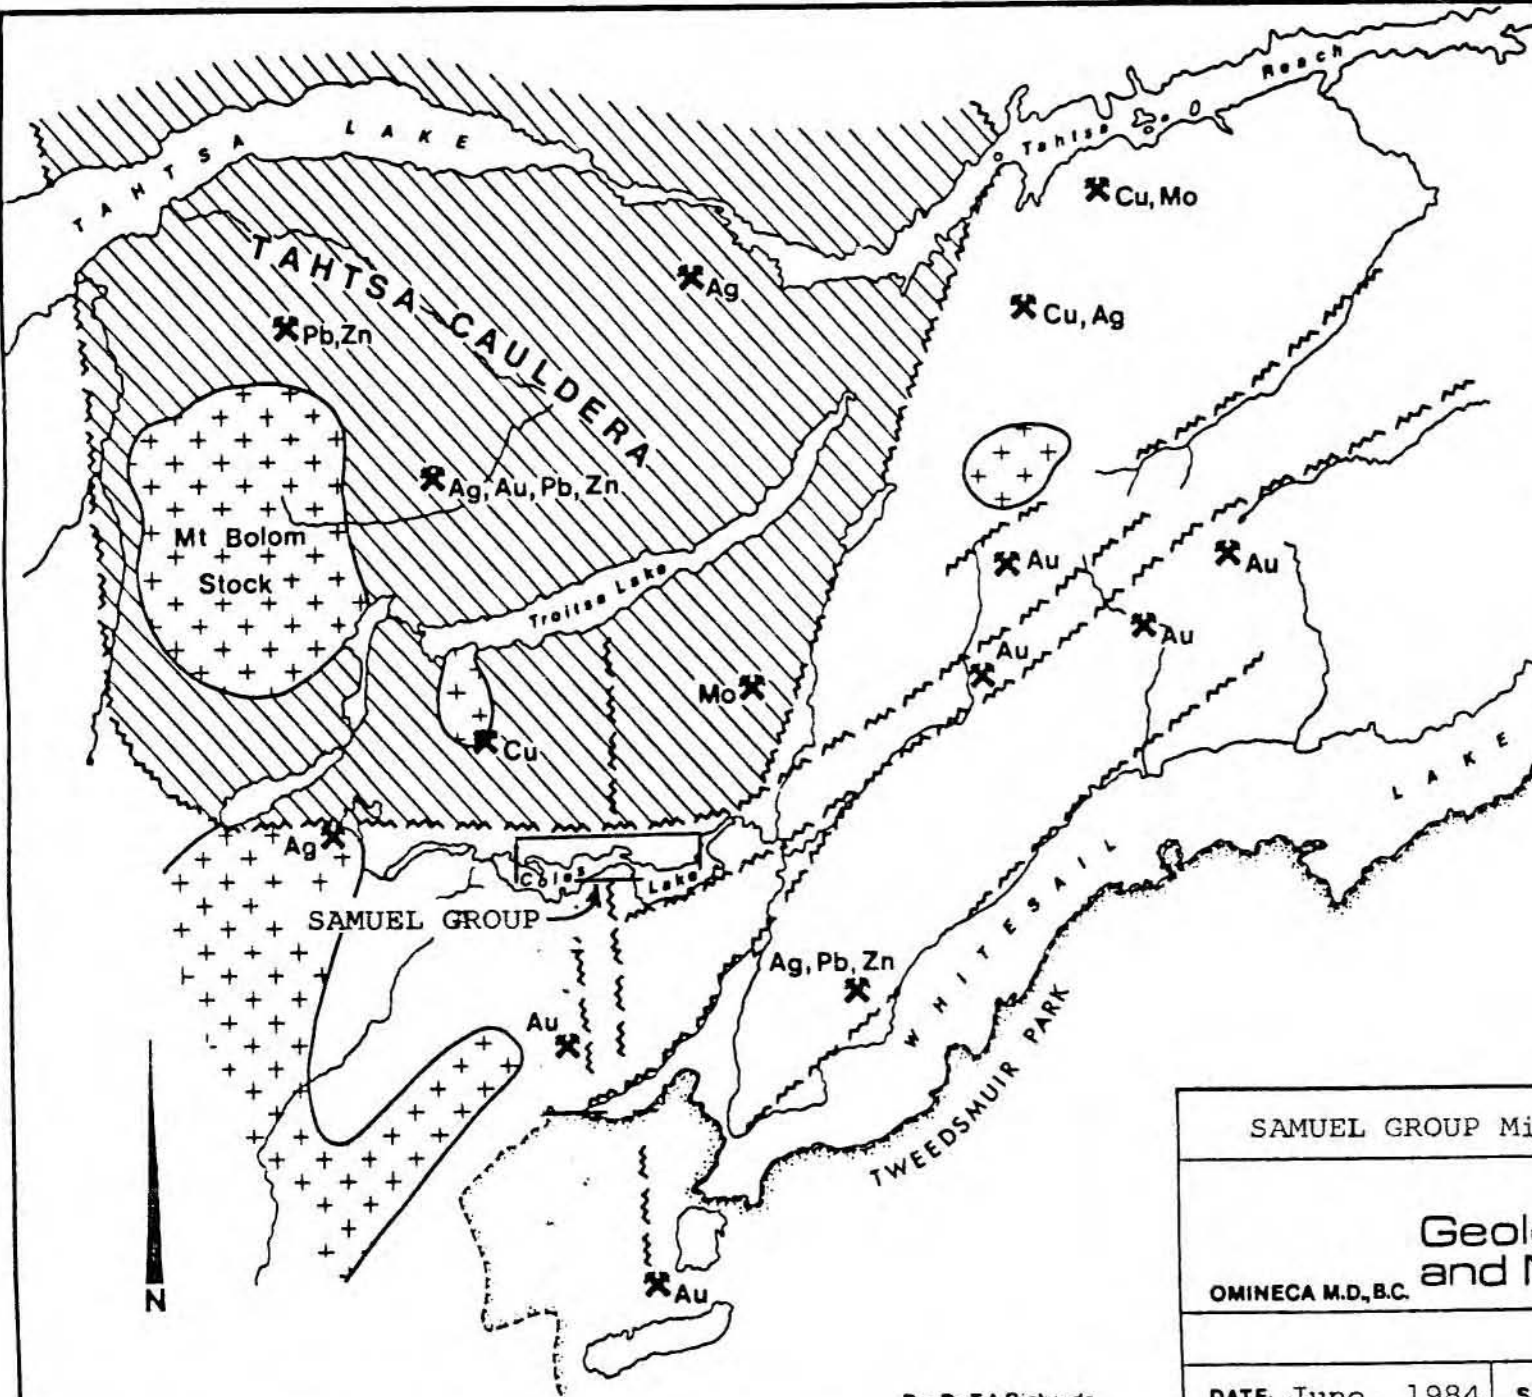 Tahtsa Reach
TAHTSA LAKE
Cu, Mo
TAHTSA CAULDERA
Ag
Cu, Ag
Pb, Zn
Ag, Au, Pb, Zn
Mt Bolom
Stock
Au
Au
Troitsa Lake
Au
Au
Mo
Cu
LAKE
Ag
Coles Lake
SAMUEL GROUP
WHITESAIL
Ag, Pb, Zn
Au
TWEEDSMUIR PARK
N
Au
SAMUEL GROUP
OMINECA M.D., B.C.
and
DATE June 1984